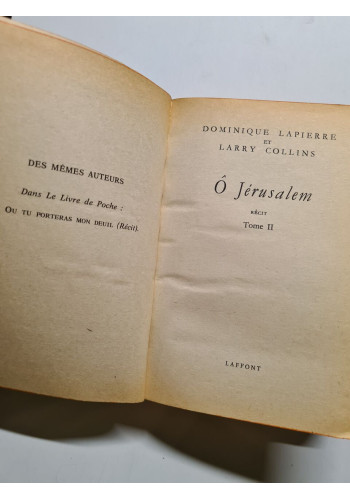 DES MÊMES AUTEURS
Dans Le Livre de Poche :
OU TU PORTERAS MON DEUIL (Récit).
DOMINIQUE LAPIERRE
ET
LARRY COLLINS
Ô Jérusalem
RÉCIT
Tome II
LAFFONT